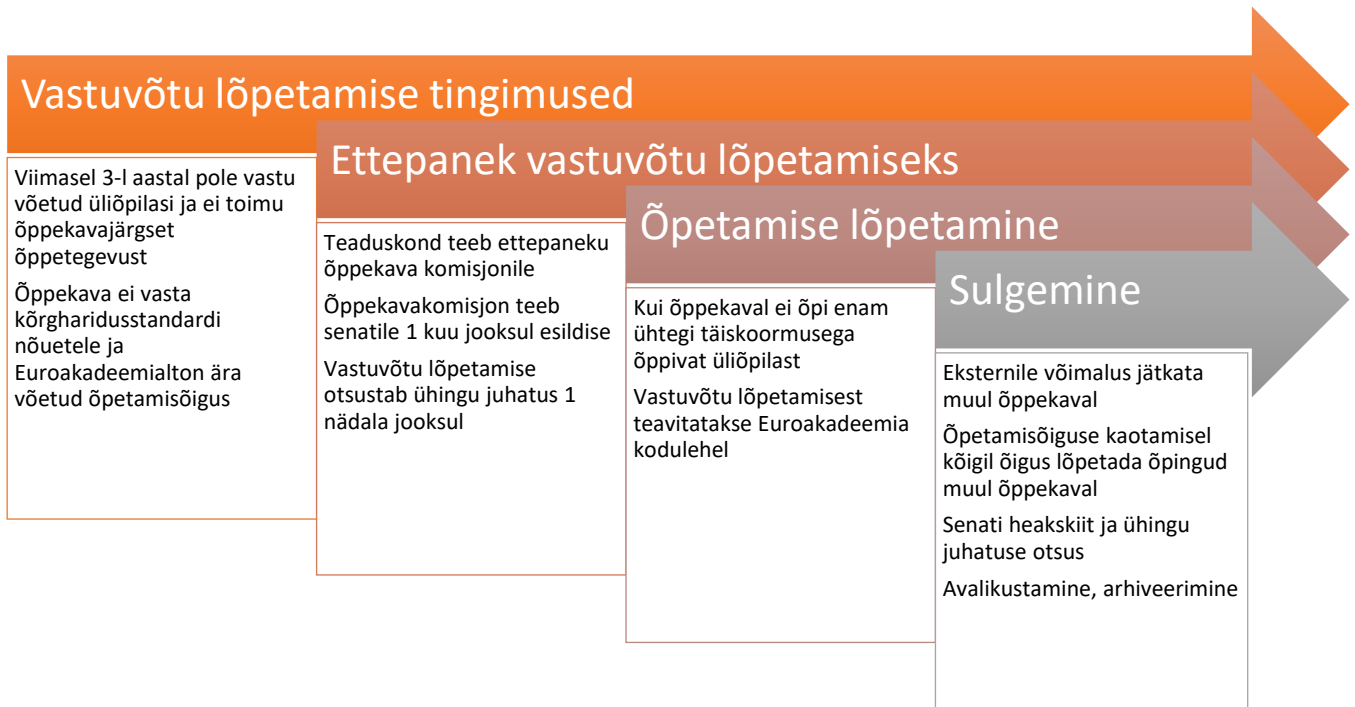 Vastuvõtu lõpetamise tingimused
Viimasel 3-l aastal pole vastu
võetud üliõpilasi ja ei toimu
õppekavajärgset
õppetegevust
Õppekava ei vasta
kõrgharidusstandardi
nõuetele ja
Euroakadeemialton ära
võetud õpetamisõigus
Ettepanek vastuvõtu lõpetamiseks
Teaduskond teeb ettepaneku
õppekava komisjonile
Õppekavakomisjon teeb
senatile 1 kuu jooksul esildise
Vastuvõtu lõpetamise
otsustab ühingu juhatus 1
nädala jooksul
Õpetamise lõpetamine
Kui õppekaval ei õpi enam
ühtegi täiskoormusega
õppivat üliõpilast
Vastuvõtu lõpetamisest
teavitatakse Euroakadeemia
kodulehel
Sulgemine
Eksternile võimalus jätkata
muul õppekaval
Õpetamisõiguse kaotamisel
kõigil õigus lõpetada õpingud
muul õppekaval
Senati heakskiit ja ühingu
juhatuse otsus
Avalikustamine, arhiveerimine